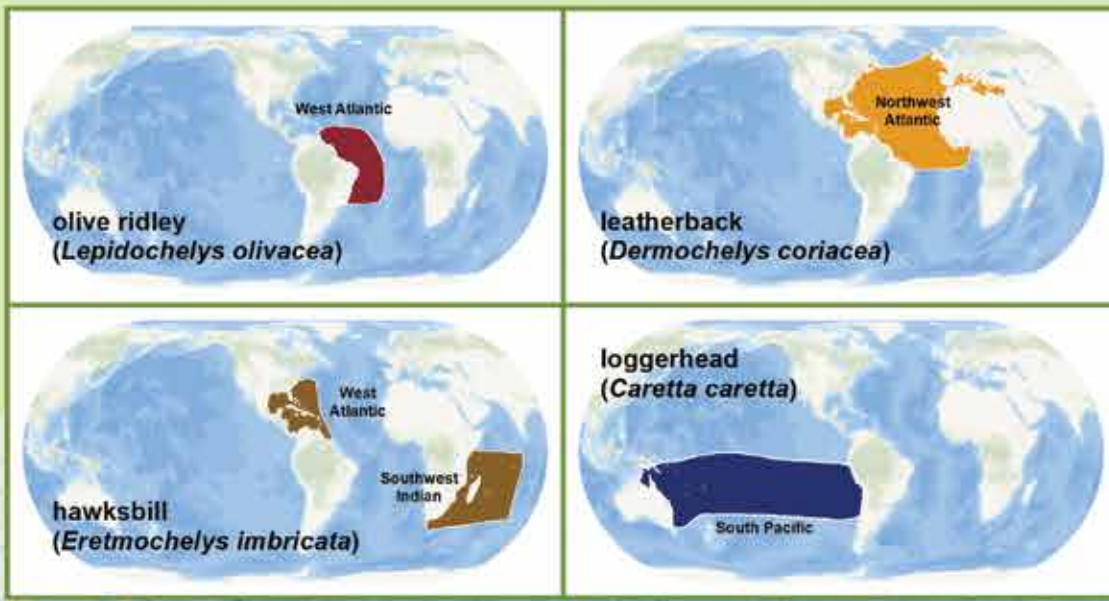 West Atlantic
olive ridley
(Lepidochelys olivacea)
Northwest
Atlantic
leatherback
(Dermochelys coriacea)
West
Atlantic
Southwest
Indian
hawksbill
(Eretmochelys imbricata)
loggerhead
(Caretta caretta)
South Pacific